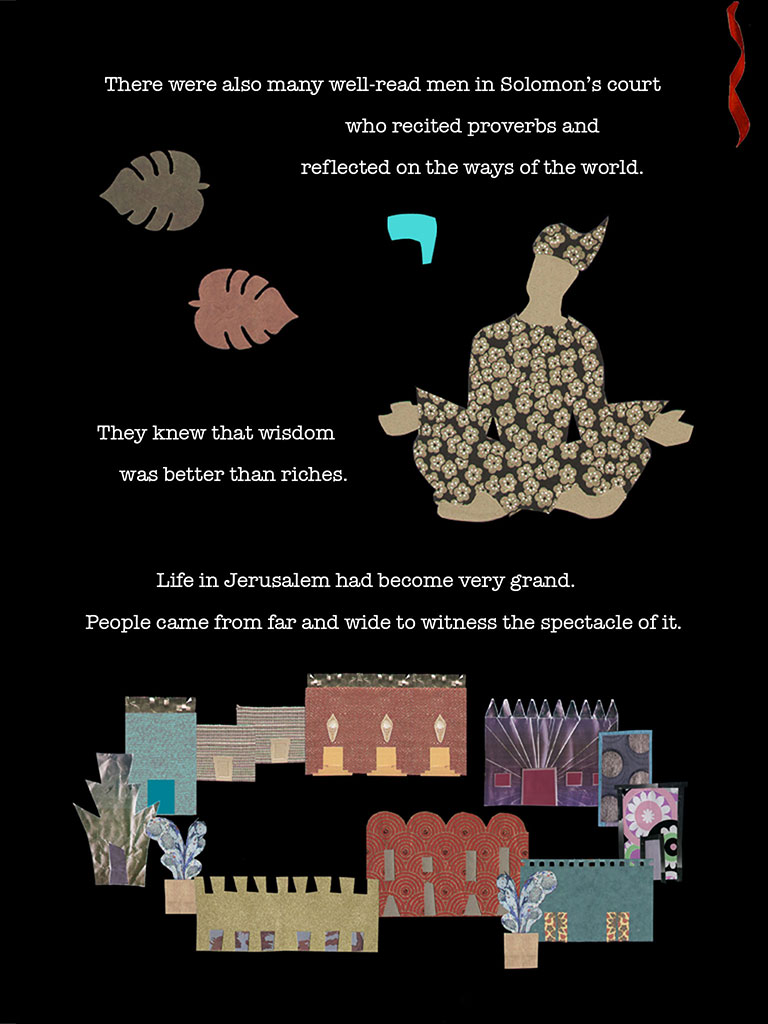 There were also many well-read men in Solomon’s court
who recited proverbs and
reflected on the ways of the world.
They knew that wisdom
was better than riches.
Life in Jerusalem had become very grand.
People came from far and wide to witness the spectacle of it.